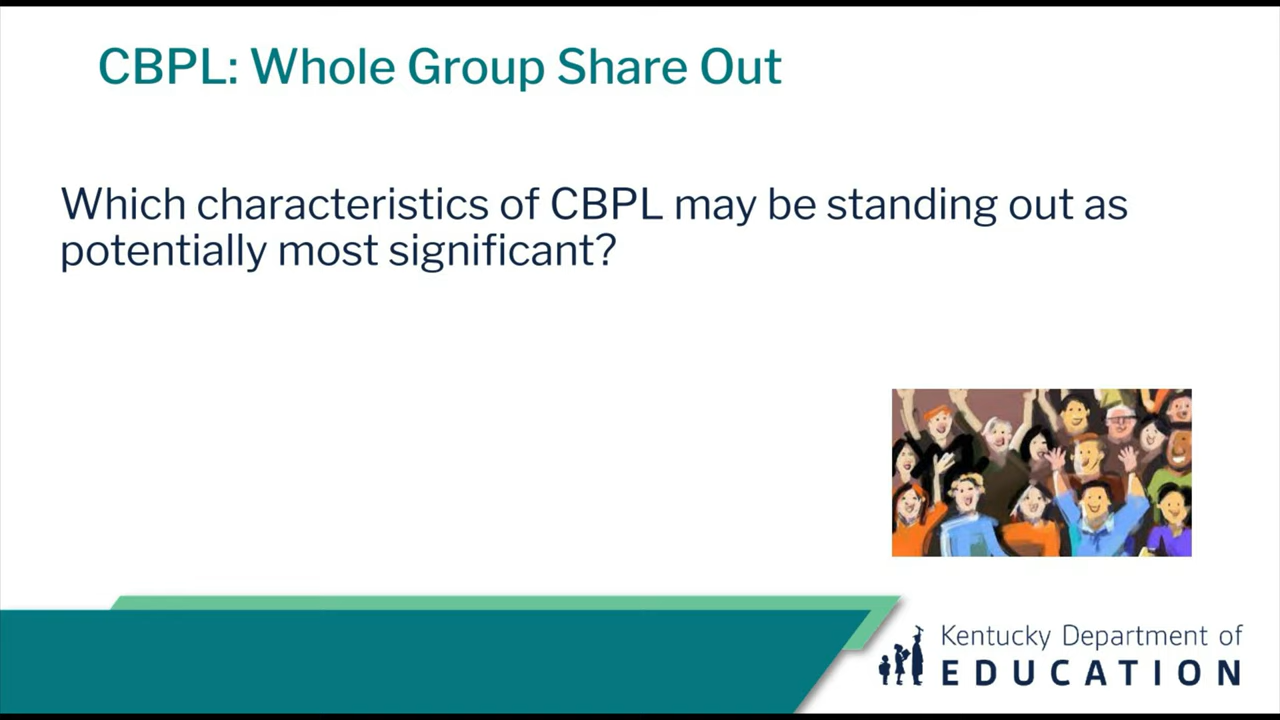 CBPL: Whole Group Share Out
Which characteristics of CBPL may be standing out as
potentially most significant?
Kentucky Department of
EDUCATION